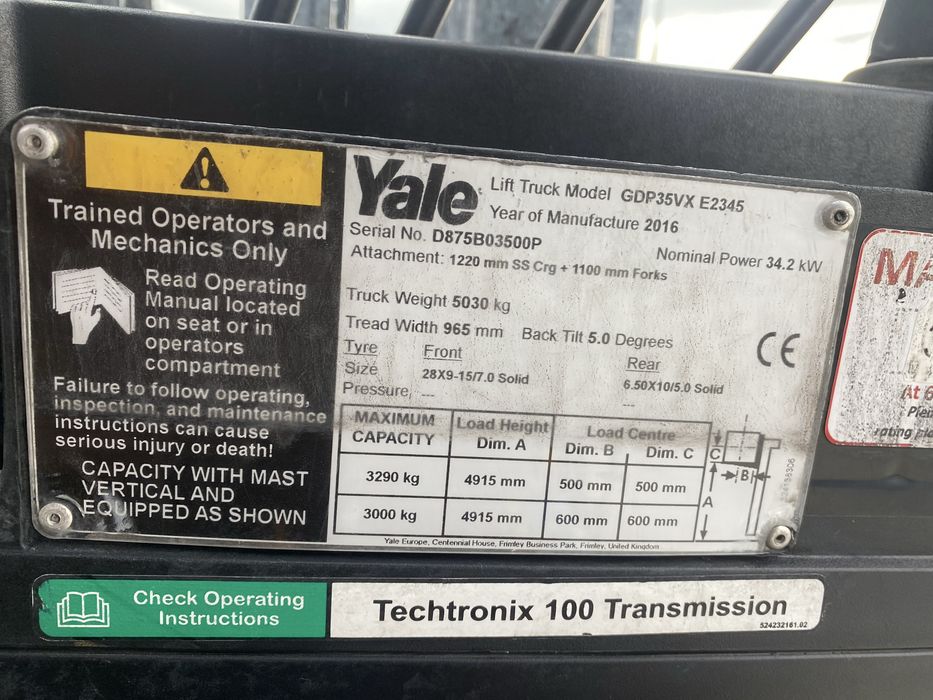 Trained Operators and
Mechanics Only
Read Operating
Manual located
on seat or in
operators
compartment
Failure to follow operating,
inspection, and maintenance
instructions can cause
serious injury or death!
CAPACITY WITH MAST
VERTICAL AND
EQUIPPED AS SHOWN
Yale
Lift Truck Model GDP35VX E2345
Year of Manufacture 2016
Serial No. D875B03500P
Nominal Power 34.2 kW
Attachment: 1220 mm SS Crg + 1100 mm Forks
Truck Weight 5030 kg
Tread Width 965 mm Back Tilt 5.0 Degrees
CE
Tyre Front Rear
Size 28X9-15/7.0 Solid 6.50X10/5.0 Solid
Pressure, --- ---
MAXIMUM CAPACITY Load Height Dim. A Load Centre Dim. B Dim. C
3290 kg 4915 mm 500 mm 500 mm
3000 kg 4915 mm 600 mm 600 mm
C
B
A
Yale Europe, Centennial House, Frimley Business Park, Frimley, United Kingdom
Check Operating
Instructions
Techtronix 100 Transmission
524232161.02
At 6
rating pla